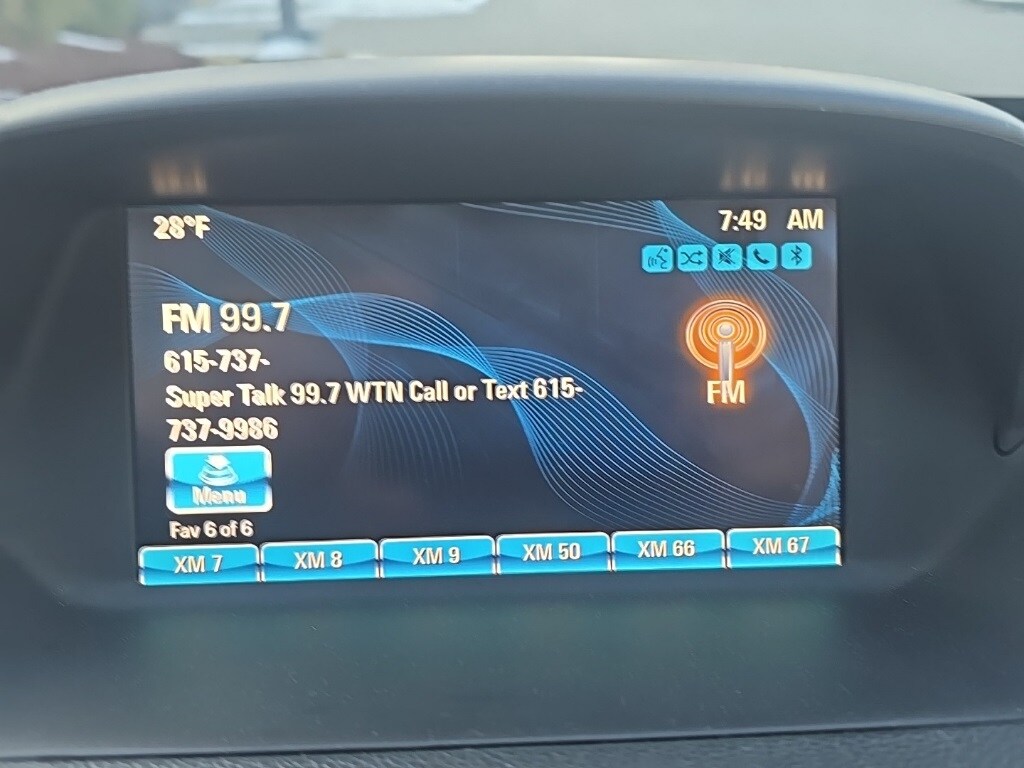 28°F
7:49 AM
FM 99.7
615-737-
Super Talk 99.7 WTN Call or Text 615-
737-9986
FM
Menu
Fav 6 of 6
XM 7
XM 8
XM 9
XM 50
XM 66
XM 67